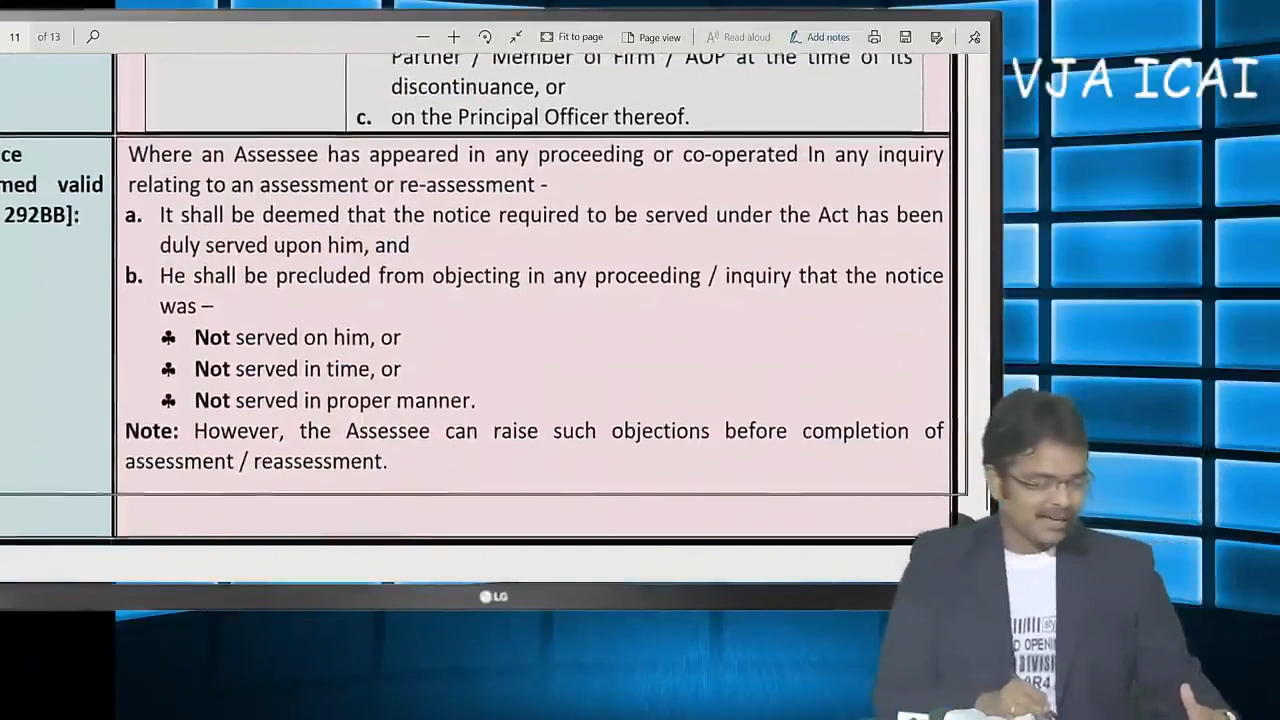 11 of 13 Fit to page Page view Read aloud Add notes
VJA ICAI
Partner / Member of Firm / AOP at the time of its
discontinuance, or
c. on the Principal Officer thereof.
ce
med valid
292BB]:
Where an Assessee has appeared in any proceeding or co-operated In any inquiry
relating to an assessment or re-assessment -
a. It shall be deemed that the notice required to be served under the Act has been
duly served upon him, and
b. He shall be precluded from objecting in any proceeding / inquiry that the notice
was –
Not served on him, or
Not served in time, or
Not served in proper manner.
Note: However, the Assessee can raise such objections before completion of
assessment / reassessment.
LG
OPENI
DIVISI